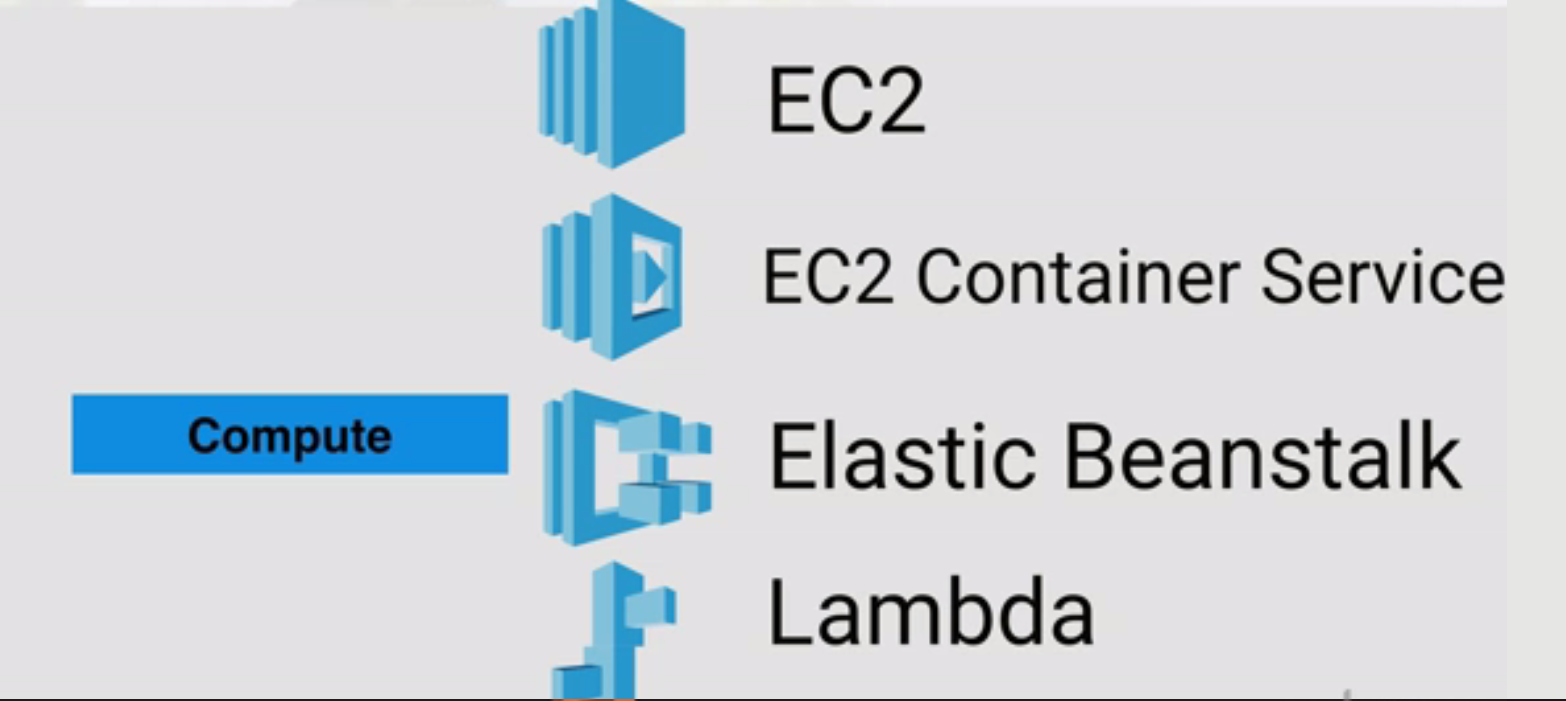 EC2
EC2 Container Service
Compute
Elastic Beanstalk
Lambda